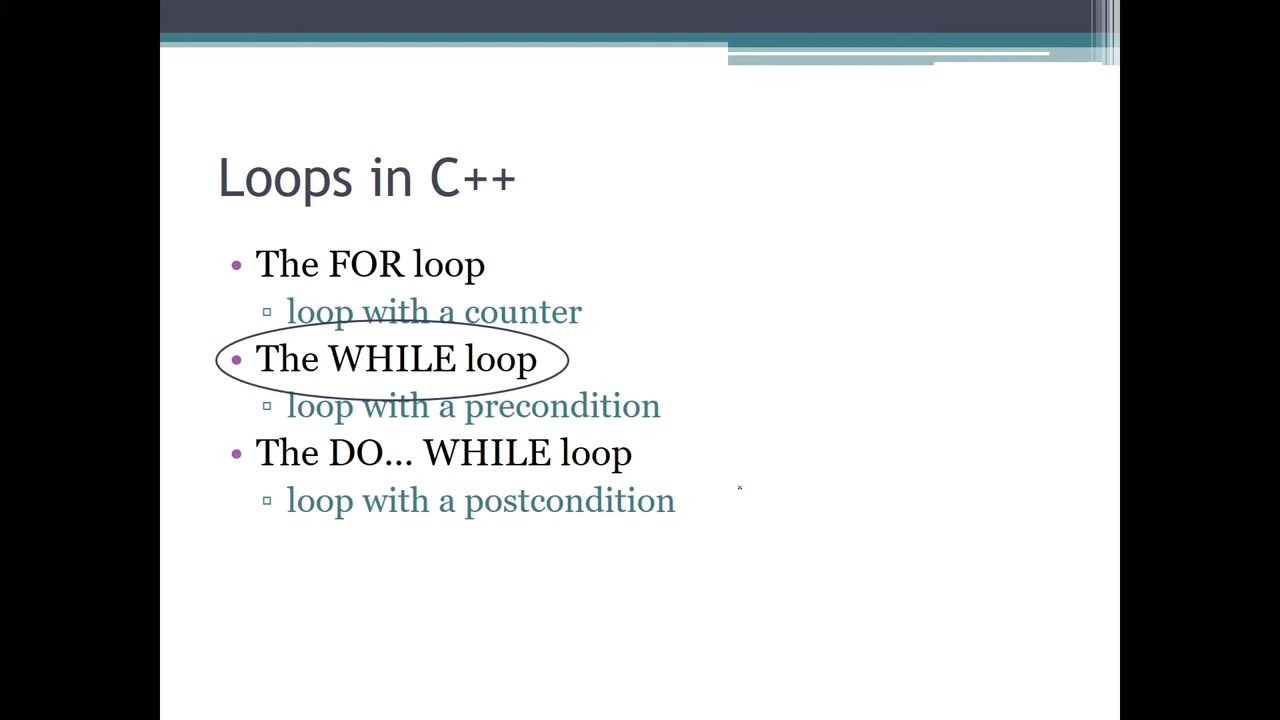 Loops in C++
• The FOR loop
▫ loop with a counter
• The WHILE loop
▫ loop with a precondition
• The DO... WHILE loop
▫ loop with a postcondition